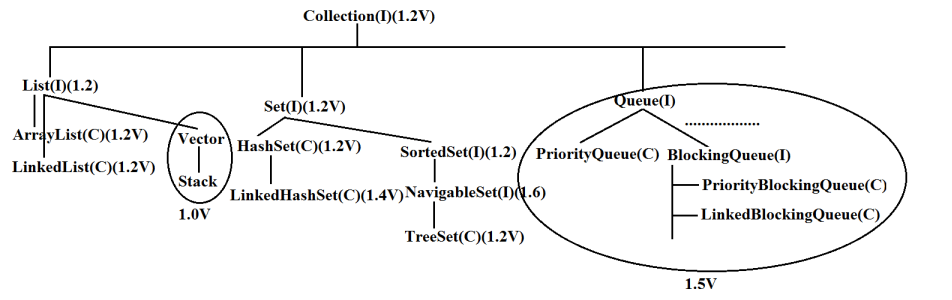 Collection(I)(1.2V)
List(I)(1.2)
ArrayList(C)(1.2V)
LinkedList(C)(1.2V)
Vector
Stack
1.0V
Set(I)(1.2V)
HashSet(C)(1.2V)
LinkedHashSet(C)(1.4V)
SortedSet(I)(1.2)
NavigableSet(I)(1.6)
TreeSet(C)(1.2V)
Queue(I)
...................
PriorityQueue(C)
BlockingQueue(I)
PriorityBlockingQueue(C)
LinkedBlockingQueue(C)
1.5V